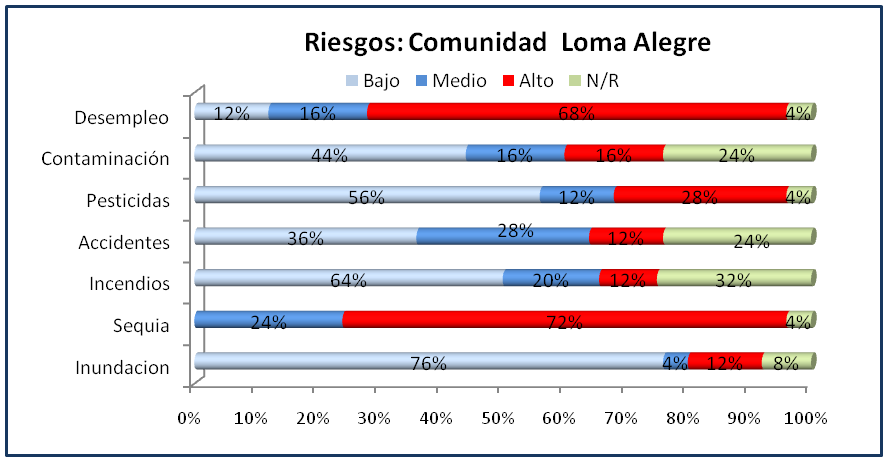 Riesgos: Comunidad Loma Alegre
Bajo Medio Alto N/R
Desempleo 12% 16% 68% 4%
Contaminación 44% 16% 16% 24%
Pesticidas 56% 12% 28% 4%
Accidentes 36% 28% 12% 24%
Incendios 64% 20% 12% 32%
Sequia 24% 72% 4%
Inundacion 76% 4% 12% 8%
0% 10% 20% 30% 40% 50% 60% 70% 80% 90% 100%